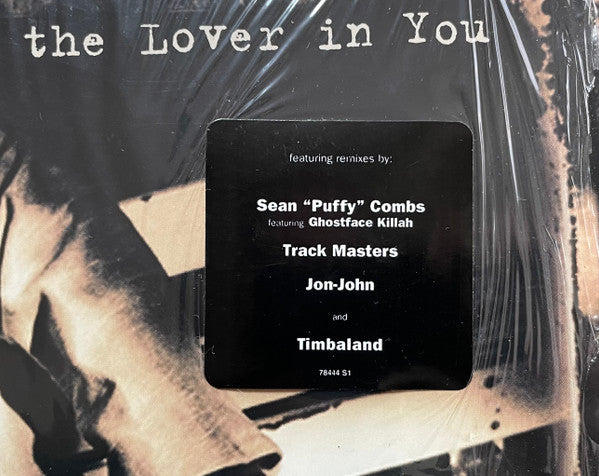 the Lover in You
featuring remixes by:
Sean "Puffy" Combs
featuring Ghostface Killah
Track Masters
Jon-John
and
Timbaland
78444 S1